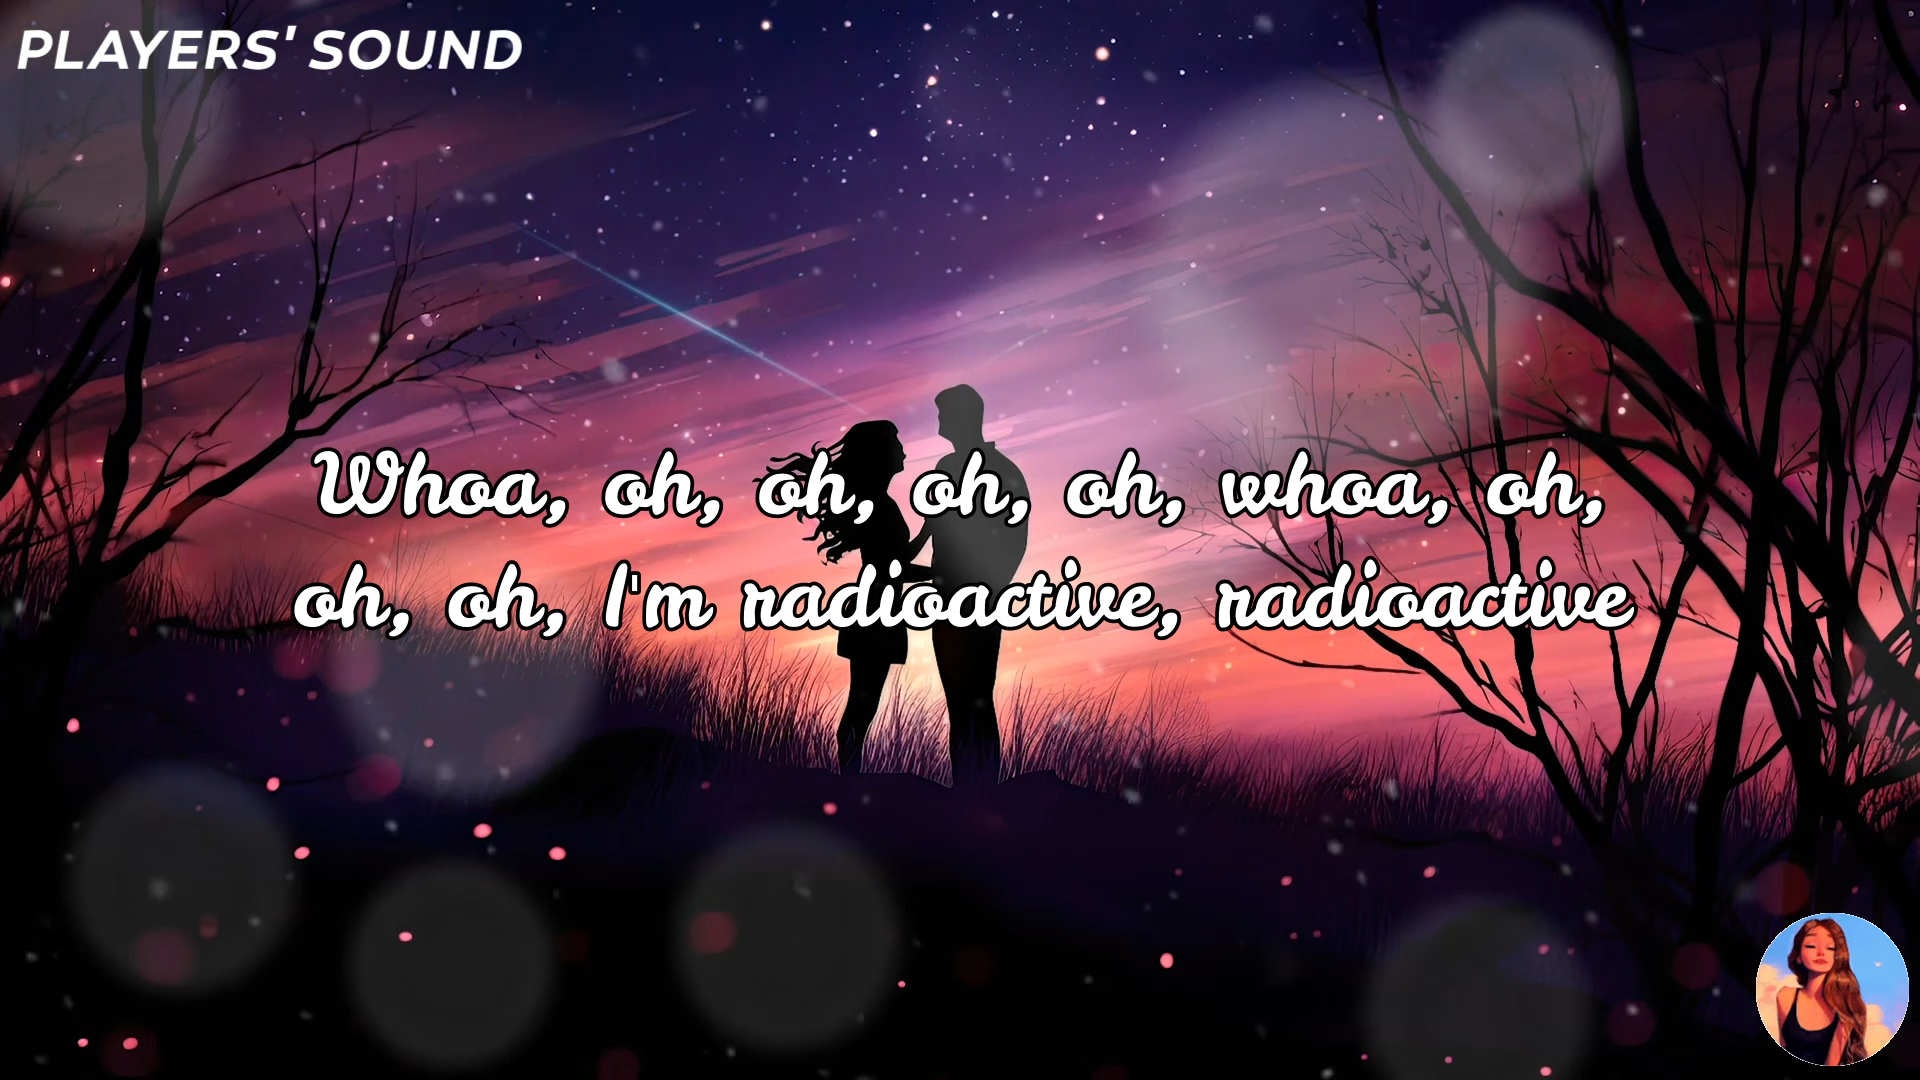 PLAYERS' SOUND
Whoa, oh, oh, oh, oh, whoa, oh,
oh, oh, I'm radioactive, radioactive